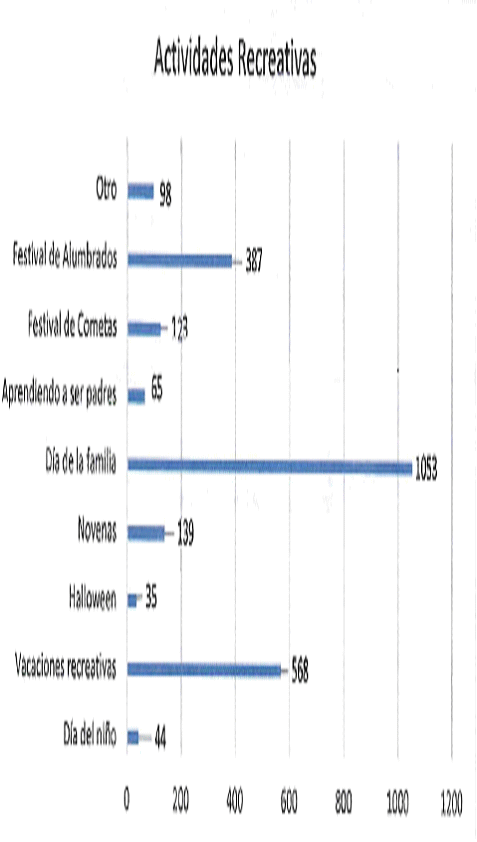 Actividades Recreativas
Otro 98
Festival de Alumbrados 387
Festival de Cometas 123
Aprendiendo a ser padres 65
Día de la familia 1053
Novenas 139
Halloween 35
Vacaciones recreativas 568
Día del niño 44
0 200 400 600 800 1000 1200